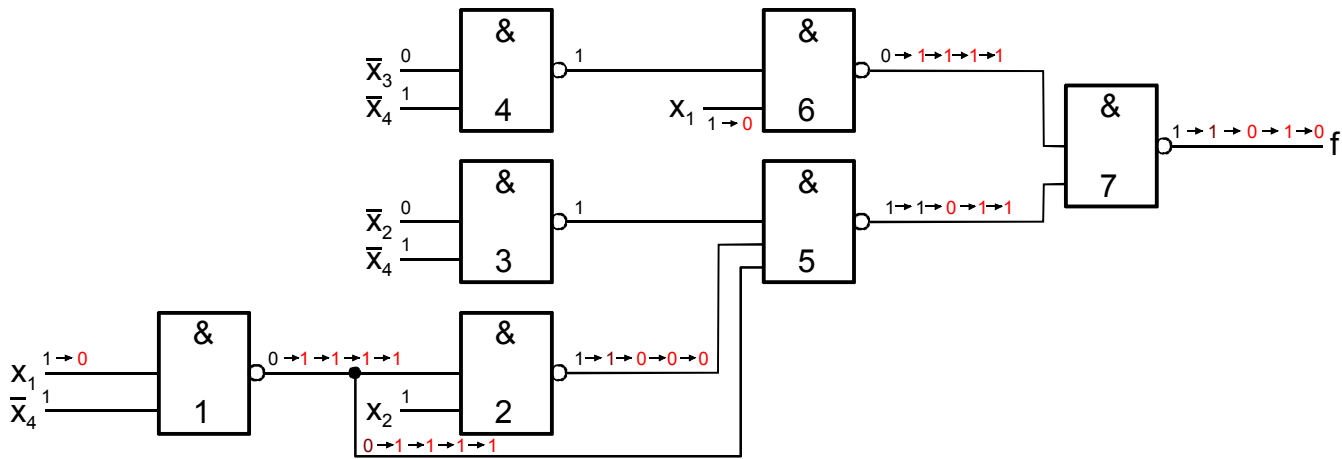 & & 0→1→1→1→1
x̄3 0 1
x̄4 1 x1 1→0
4 6
& 1→1→0→1→0 f
7
& & 1→1→0→1→1
x̄2 0 1
x̄4 1
3 5
& &
x1 1→0 0→1→1→1→1 1→1→0→0→0
x̄4 1 x2 1
1 2
0→1→1→1→1